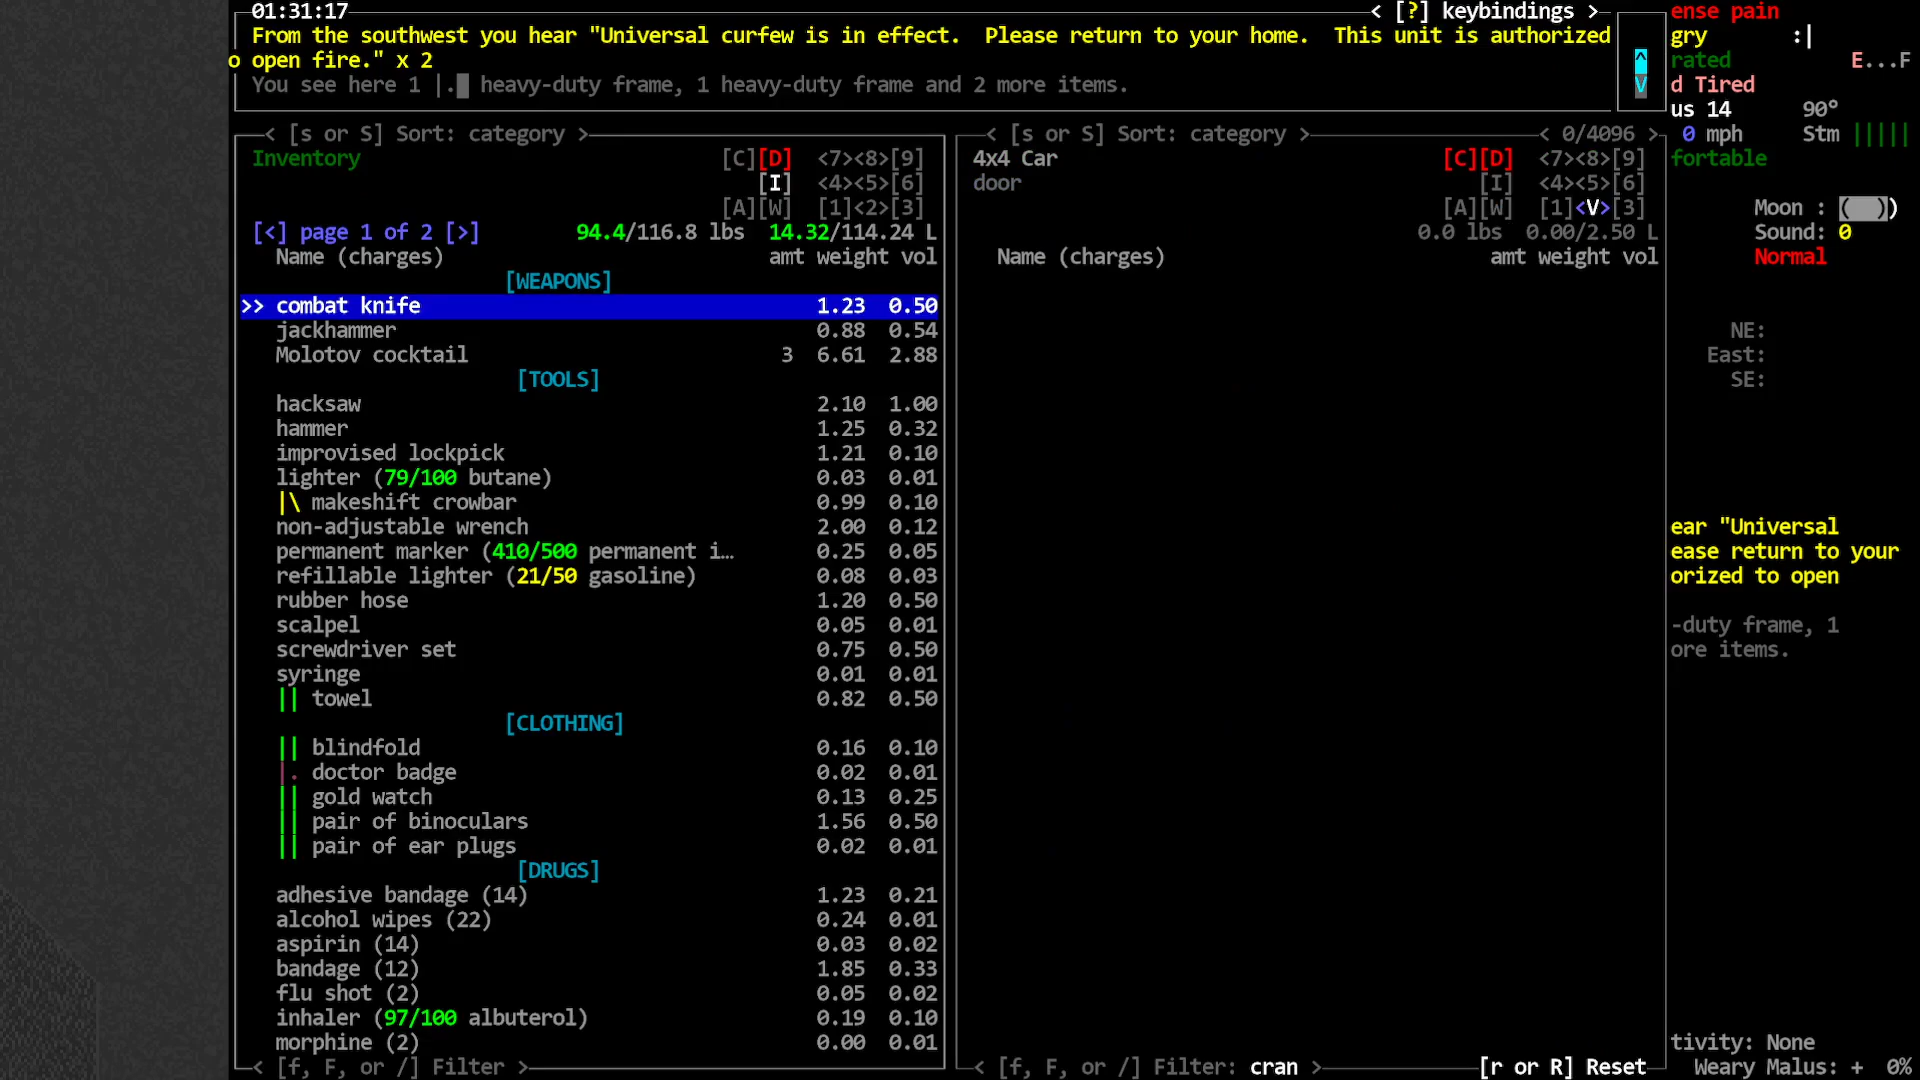 01:31:17 < [?] keybindings >
From the southwest you hear "Universal curfew is in effect.  Please return to your home.  This unit is authorized
o open fire." x 2
You see here 1 |. heavy-duty frame, 1 heavy-duty frame and 2 more items.
^
V
ense pain
gry :|
rated E...F
d Tired
us 14 90°
0 mph Stm |||||
fortable
Moon : (  ))
Sound: 0
Normal
NE:
East:
SE:
ear "Universal
ease return to your
orized to open
-duty frame, 1
ore items.
tivity: None
Weary Malus: + 0%
< [s or S] Sort: category >
Inventory [C][D] <7><8>[9]
[I] <4><5>[6]
[A][W] [1]<2>[3]
[<] page 1 of 2 [>] 94.4/116.8 lbs 14.32/114.24 L
Name (charges) amt weight vol
[WEAPONS]
>> combat knife 1.23 0.50
jackhammer 0.88 0.54
Molotov cocktail 3 6.61 2.88
[TOOLS]
hacksaw 2.10 1.00
hammer 1.25 0.32
improvised lockpick 1.21 0.10
lighter (79/100 butane) 0.03 0.01
|\ makeshift crowbar 0.99 0.10
non-adjustable wrench 2.00 0.12
permanent marker (410/500 permanent i… 0.25 0.05
refillable lighter (21/50 gasoline) 0.08 0.03
rubber hose 1.20 0.50
scalpel 0.05 0.01
screwdriver set 0.75 0.50
syringe 0.01 0.01
|| towel 0.82 0.50
[CLOTHING]
|| blindfold 0.16 0.10
|. doctor badge 0.02 0.01
|| gold watch 0.13 0.25
|| pair of binoculars 1.56 0.50
|| pair of ear plugs 0.02 0.01
[DRUGS]
adhesive bandage (14) 1.23 0.21
alcohol wipes (22) 0.24 0.01
aspirin (14) 0.03 0.02
bandage (12) 1.85 0.33
flu shot (2) 0.05 0.02
inhaler (97/100 albuterol) 0.19 0.10
morphine (2) 0.00 0.01
< [f, F, or /] Filter >
< [s or S] Sort: category > < 0/4096 >
4x4 Car [C][D] <7><8>[9]
door [I] <4><5>[6]
[A][W] [1]<V>[3]
0.0 lbs 0.00/2.50 L
Name (charges) amt weight vol
< [f, F, or /] Filter: cran > [r or R] Reset